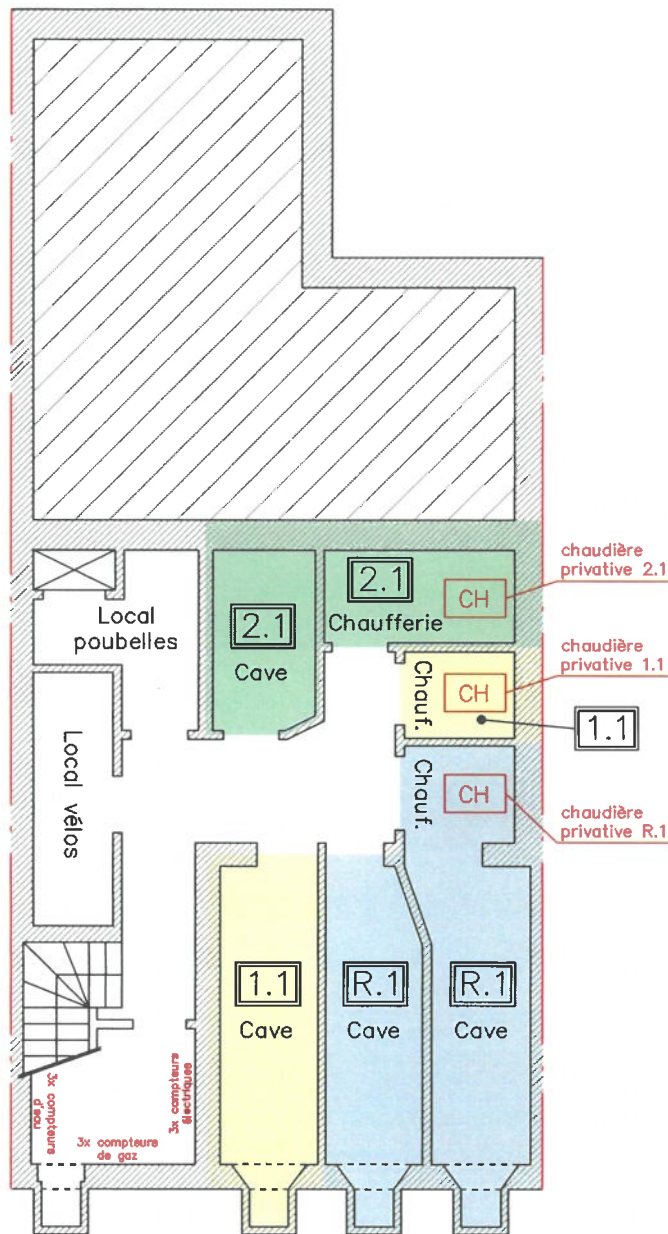 chaudière
privative 2.1
2.1
CH
Local
poubelles
2.1
Chaufferie
Cave
chaudière
privative 1.1
Chauf.
CH
1.1
Local vélos
Chauf.
CH
chaudière
privative R.1
1.1
Cave
R.1
Cave
R.1
Cave
3x compteurs
d'eau
3x compteurs
de gaz
3x compteurs
électriques